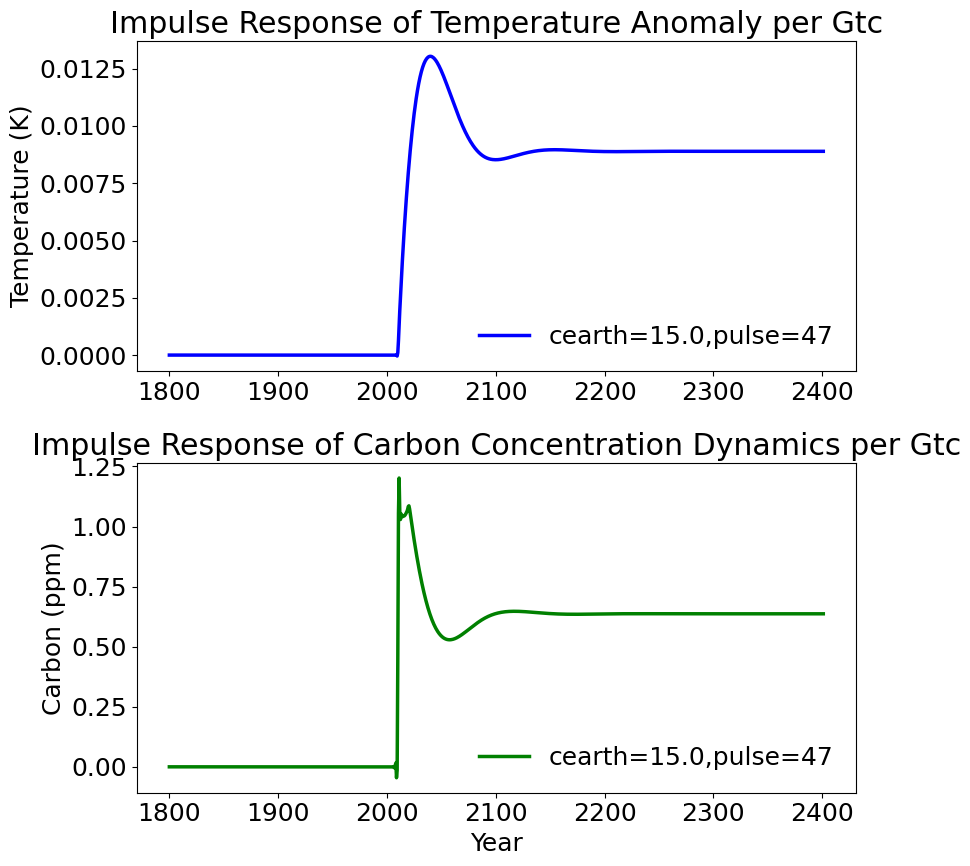 Impulse Response of Temperature Anomaly per Gtc
Temperature (K)
0.0125
0.0100
0.0075
0.0050
0.0025
0.0000
cearth=15.0,pulse=47
1800 1900 2000 2100 2200 2300 2400
Impulse Response of Carbon Concentration Dynamics per Gtc
Carbon (ppm)
1.25
1.00
0.75
0.50
0.25
0.00
cearth=15.0,pulse=47
1800 1900 2000 2100 2200 2300 2400
Year